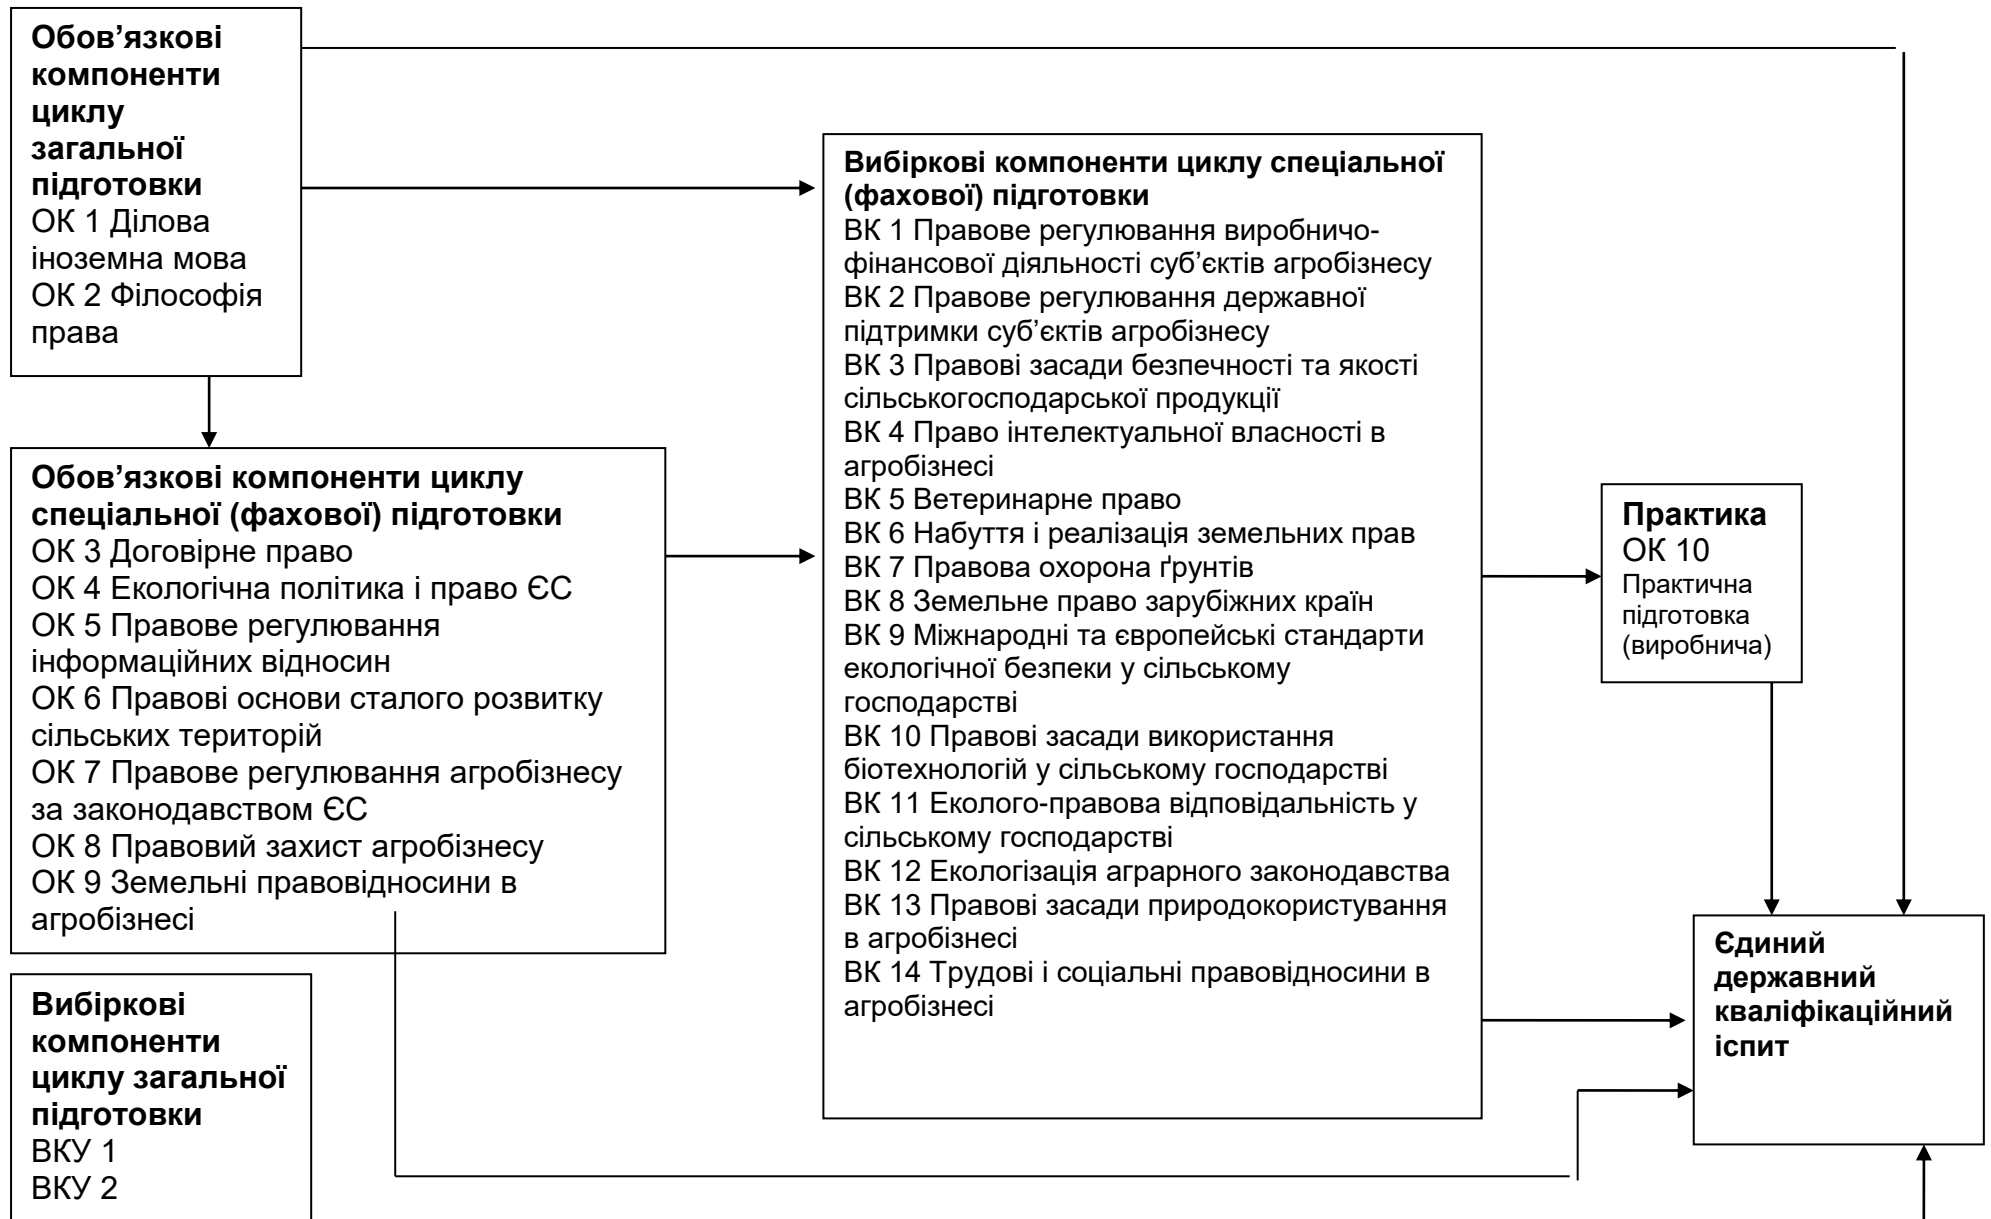 Обов’язкові
компоненти
циклу
загальної
підготовки
ОК 1 Ділова
іноземна мова
ОК 2 Філософія
права
Обов’язкові компоненти циклу
спеціальної (фахової) підготовки
ОК 3 Договірне право
ОК 4 Екологічна політика і право ЄС
ОК 5 Правове регулювання
інформаційних відносин
ОК 6 Правові основи сталого розвитку
сільських територій
ОК 7 Правове регулювання агробізнесу
за законодавством ЄС
ОК 8 Правовий захист агробізнесу
ОК 9 Земельні правовідносини в
агробізнесі
Вибіркові
компоненти
циклу загальної
підготовки
ВКУ 1
ВКУ 2
Вибіркові компоненти циклу спеціальної
(фахової) підготовки
ВК 1 Правове регулювання виробничо-
фінансової діяльності суб’єктів агробізнесу
ВК 2 Правове регулювання державної
підтримки суб’єктів агробізнесу
ВК 3 Правові засади безпечності та якості
сільськогосподарської продукції
ВК 4 Право інтелектуальної власності в
агробізнесі
ВК 5 Ветеринарне право
ВК 6 Набуття і реалізація земельних прав
ВК 7 Правова охорона ґрунтів
ВК 8 Земельне право зарубіжних країн
ВК 9 Міжнародні та європейські стандарти
екологічної безпеки у сільському
господарстві
ВК 10 Правові засади використання
біотехнологій у сільському господарстві
ВК 11 Еколого-правова відповідальність у
сільському господарстві
ВК 12 Екологізація аграрного законодавства
ВК 13 Правові засади природокористування
в агробізнесі
ВК 14 Трудові і соціальні правовідносини в
агробізнесі
Практика
ОК 10
Практична
підготовка
(виробнича)
Єдиний
державний
кваліфікаційний
іспит